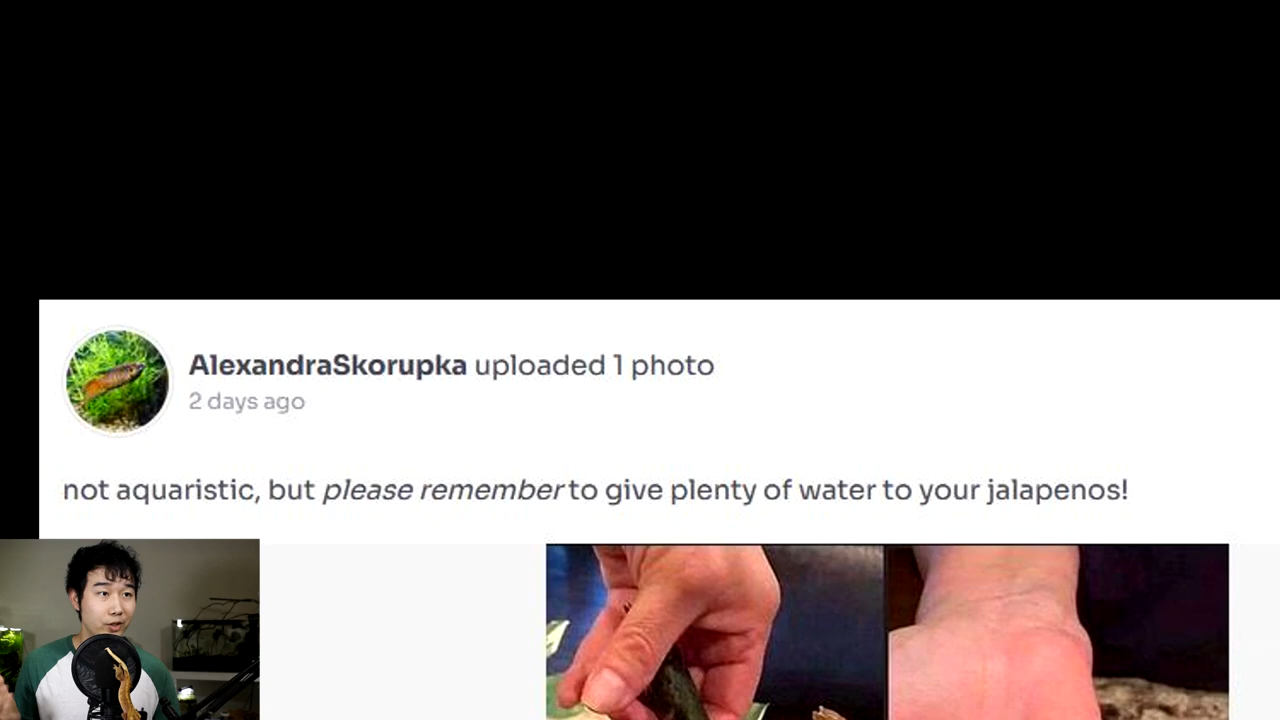 AlexandraSkorupka uploaded 1 photo
2 days ago
not aquaristic, but please remember to give plenty of water to your jalapenos!